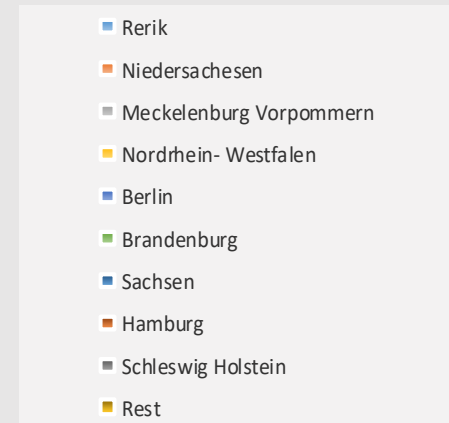 Rerik
Niedersachesen
Meckelenburg Vorpommern
Nordrhein- Westfalen
Berlin
Brandenburg
Sachsen
Hamburg
Schleswig Holstein
Rest